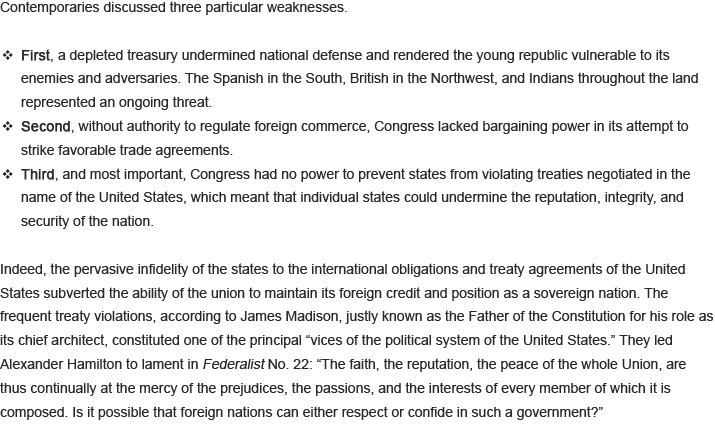 Contemporaries discussed three particular weaknesses.
❖ First, a depleted treasury undermined national defense and rendered the young republic vulnerable to its
enemies and adversaries. The Spanish in the South, British in the Northwest, and Indians throughout the land
represented an ongoing threat.
❖ Second, without authority to regulate foreign commerce, Congress lacked bargaining power in its attempt to
strike favorable trade agreements.
❖ Third, and most important, Congress had no power to prevent states from violating treaties negotiated in the
name of the United States, which meant that individual states could undermine the reputation, integrity, and
security of the nation.
Indeed, the pervasive infidelity of the states to the international obligations and treaty agreements of the United
States subverted the ability of the union to maintain its foreign credit and position as a sovereign nation. The
frequent treaty violations, according to James Madison, justly known as the Father of the Constitution for his role as
its chief architect, constituted one of the principal “vices of the political system of the United States.” They led
Alexander Hamilton to lament in Federalist No. 22: “The faith, the reputation, the peace of the whole Union, are
thus continually at the mercy of the prejudices, the passions, and the interests of every member of which it is
composed. Is it possible that foreign nations can either respect or confide in such a government?”